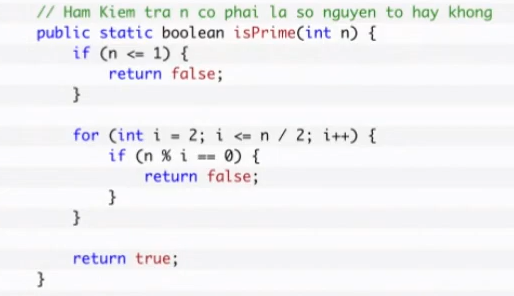 // Ham Kiem tra n co phai la so nguyen to hay khong
public static boolean isPrime(int n) {
if (n <= 1) {
return false;
}
for (int i = 2; i <= n / 2; i++) {
if (n % i == 0) {
return false;
}
}
return true;
}